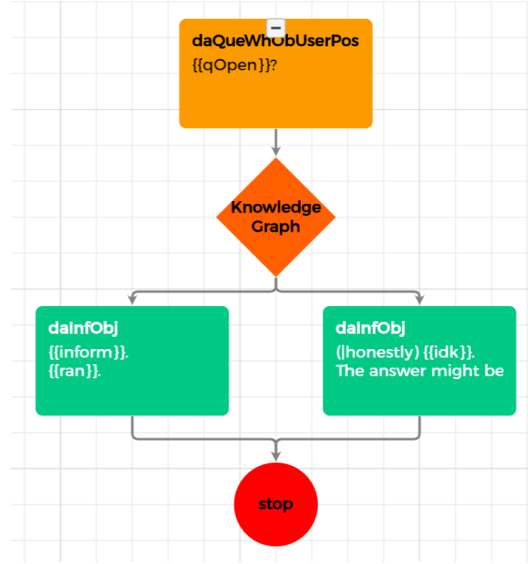 daQueWhObUserPos
{{qOpen}}?
Knowledge
Graph
daInfObj
{{inform}}.
{{ran}}.
daInfObj
(|honestly) {{idk}}.
The answer might be
stop